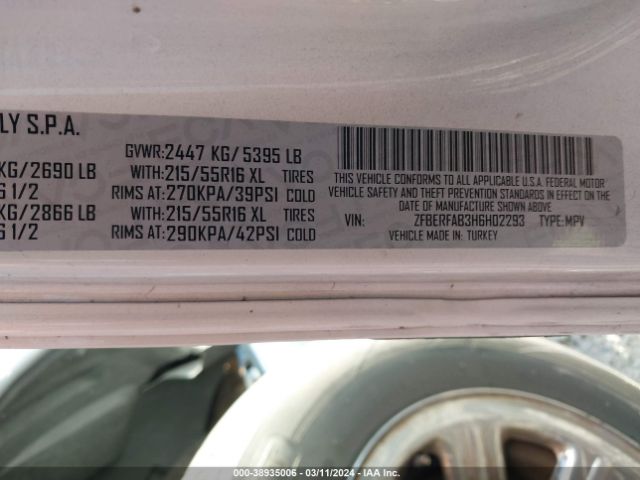 LY S.P.A.
GVWR:2447 KG/5395 LB
KG/2690 LB WITH:215/55R16 XL TIRES
1/2 RIMS AT:270KPA/39PSI COLD
KG/2866 LB WITH:215/55R16 XL TIRES
1/2 RIMS AT:290KPA/42PSI COLD
THIS VEHICLE CONFORMS TO ALL APPLICABLE U.S.A. FEDERAL MOTOR
VEHICLE SAFETY AND THEFT PREVENTION STANDARDS IN EFFECT ON THE
DATE OF MANUFACTURE SHOWN ABOVE.
VIN: ZFBERFAB3H6H02293 TYPE:MPV
VEHICLE MADE IN: TURKEY
000-38935006 - 03/11/2024 - IAA Inc.